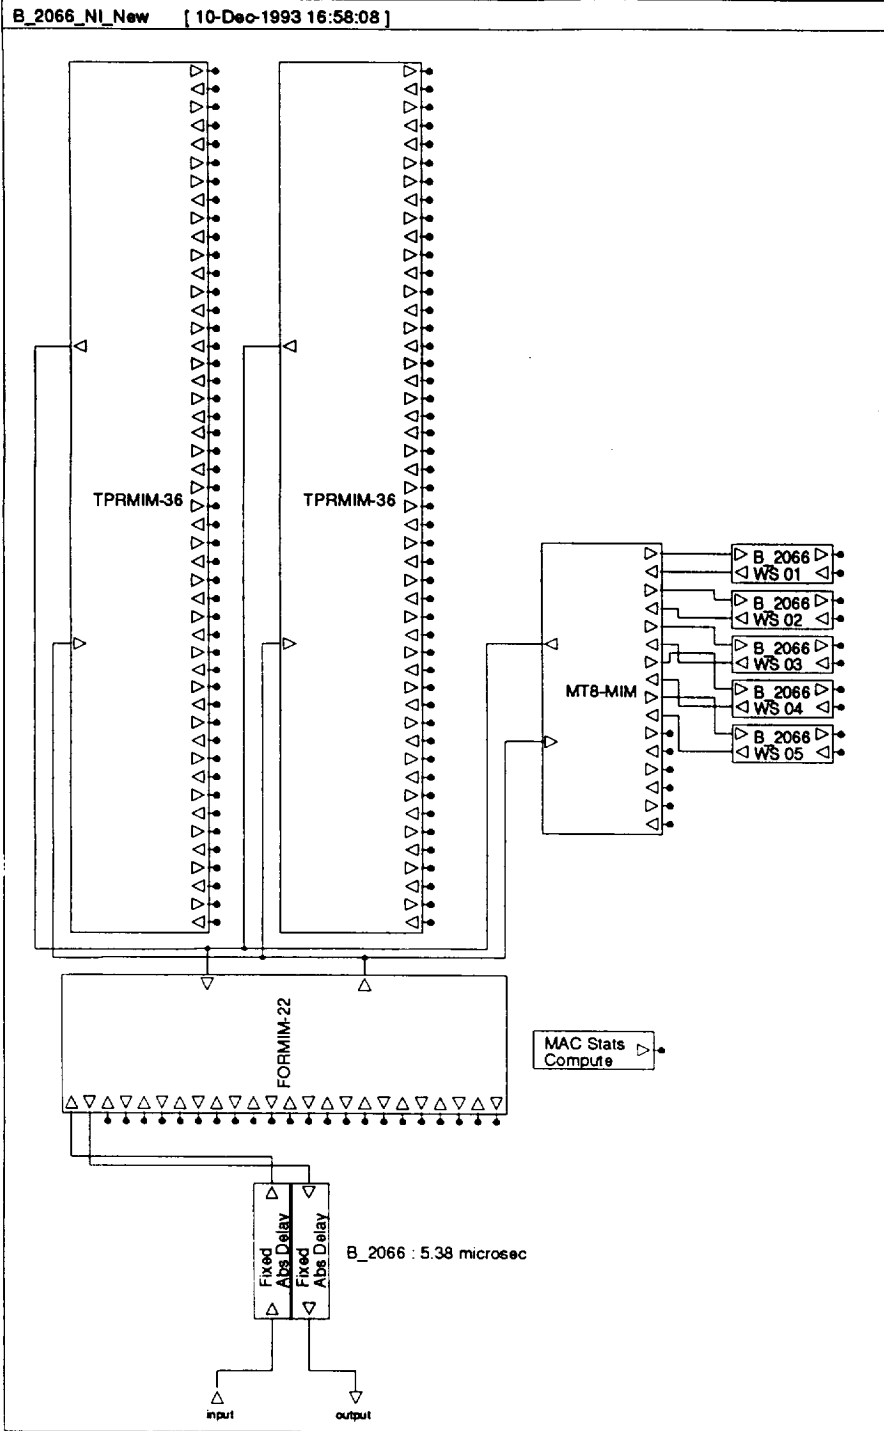 B_2066_NI_New [ 10-Dec-1993 16:58:08 ]
TPRMIM-36
TPRMIM-36
MT8-MIM
B_2066
WS 01
B_2066
WS 02
B_2066
WS 03
B_2066
WS 04
B_2066
WS 05
FORMIM-22
MAC Stats
Compute
Fixed
Abs Delay
Fixed
Abs Delay
B_2066 : 5.38 microsec
input
output